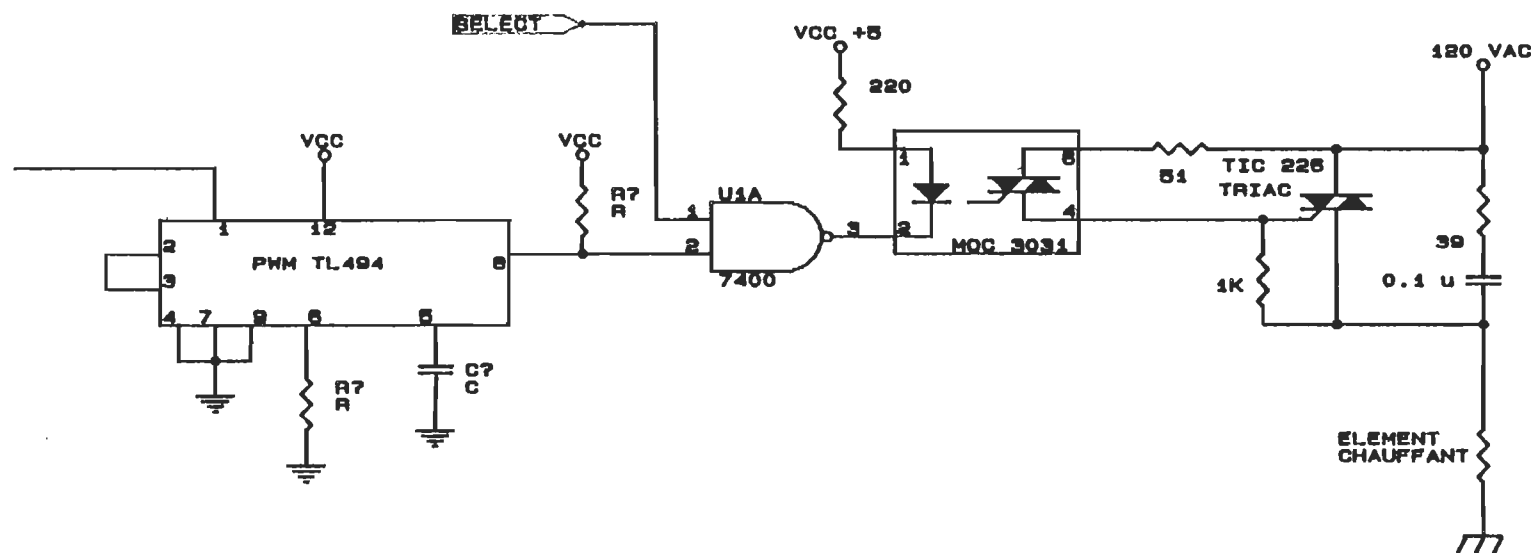 SELECT
VCC +5
220
120 VAC
VCC
VCC
R?
R
U1A
1
2
3
7400
1
2
6
4
MOC 3031
51
TIC 226
TRIAC
39
0.1 u
1K
1
12
2
3
PWM TL494
8
4
7
9
6
5
R?
R
C?
C
ELEMENT
CHAUFFANT